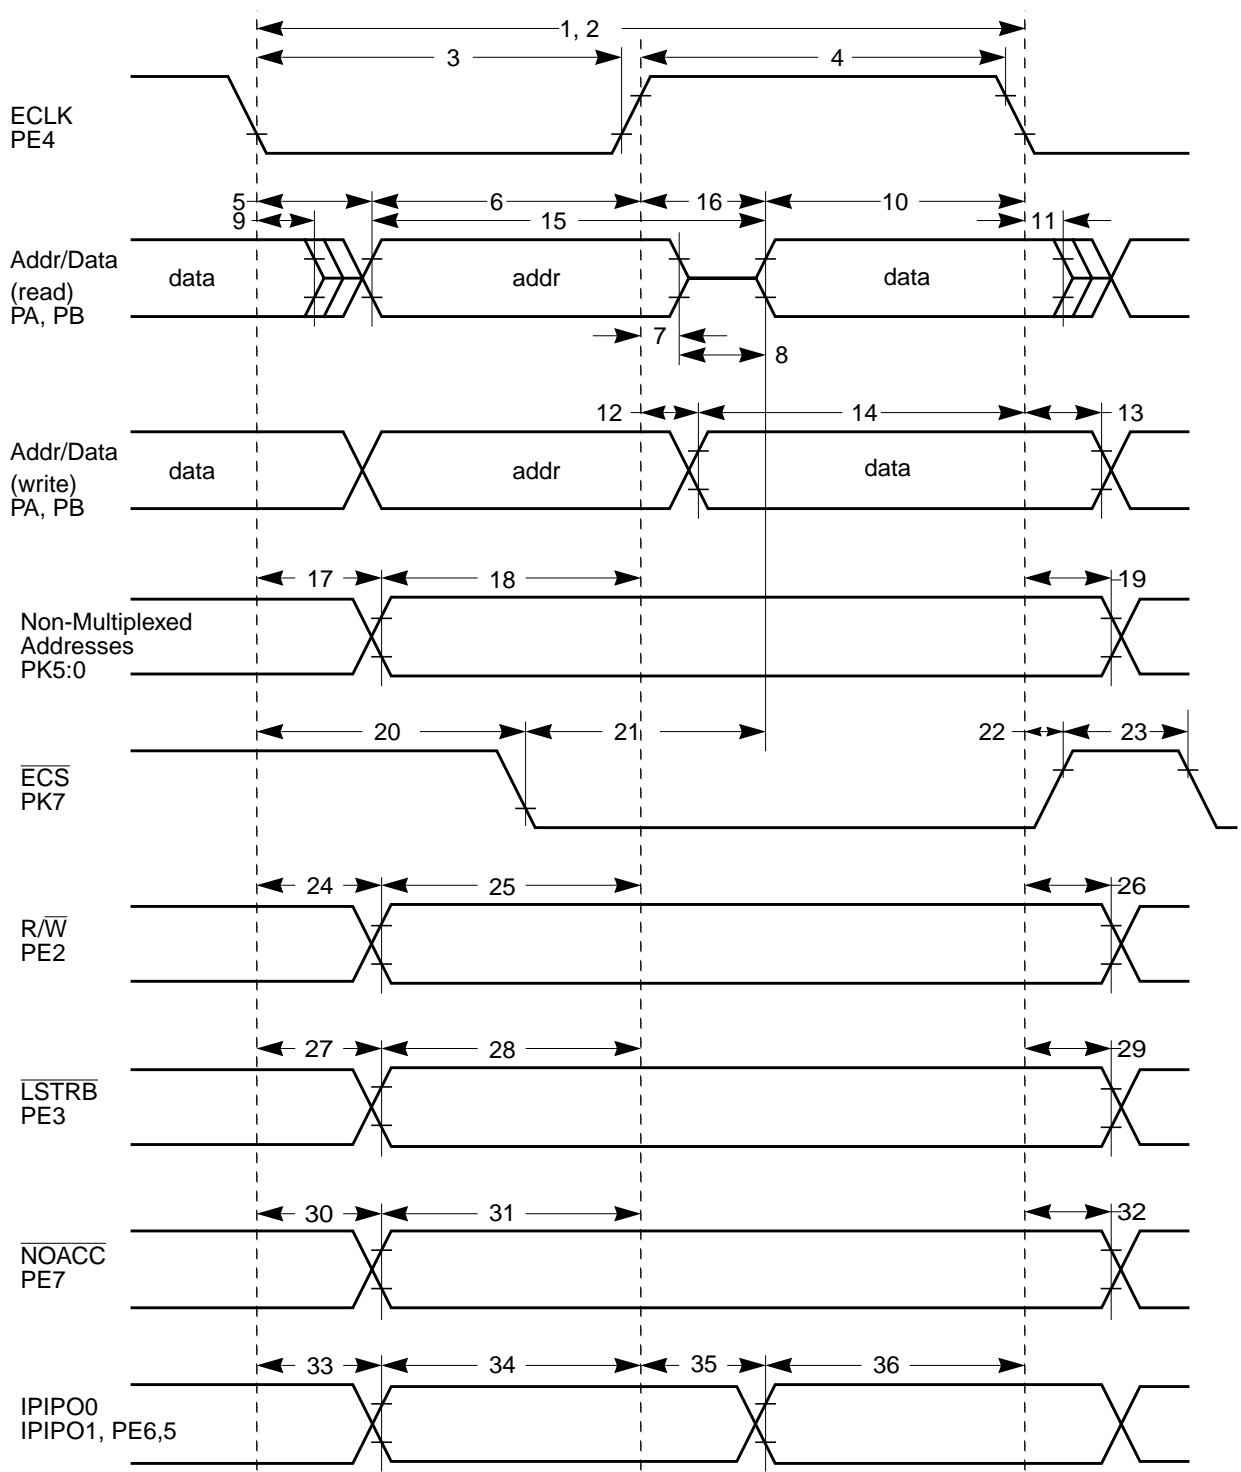 1, 2
3
4
ECLK
PE4
5
6
16
10
9
15
11
Addr/Data
(read)
PA, PB
data
addr
data
7
8
12
14
13
Addr/Data
(write)
PA, PB
data
addr
data
17
18
19
Non-Multiplexed
Addresses
PK5:0
20
21
22
23
ECS
PK7
24
25
26
R/W
PE2
27
28
29
LSTRB
PE3
30
31
32
NOACC
PE7
33
34
35
36
IPIPO0
IPIPO1, PE6,5